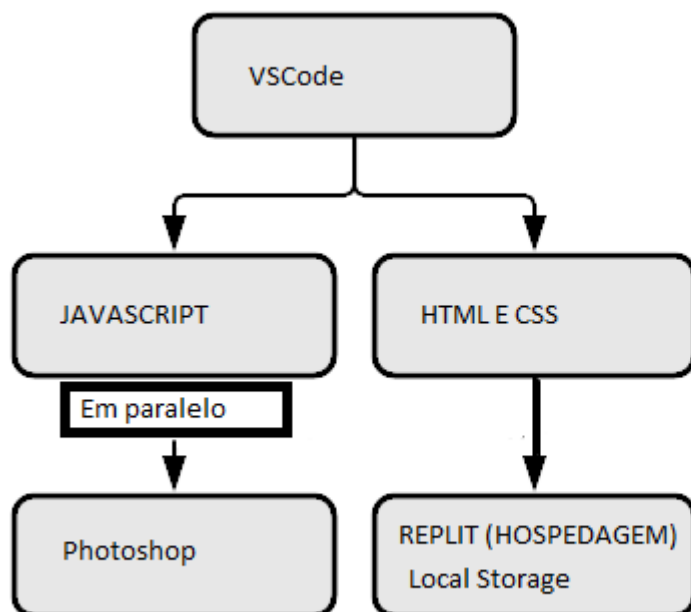 VSCode
JAVASCRIPT
HTML E CSS
Em paralelo
Photoshop
REPLIT (HOSPEDAGEM)
Local Storage